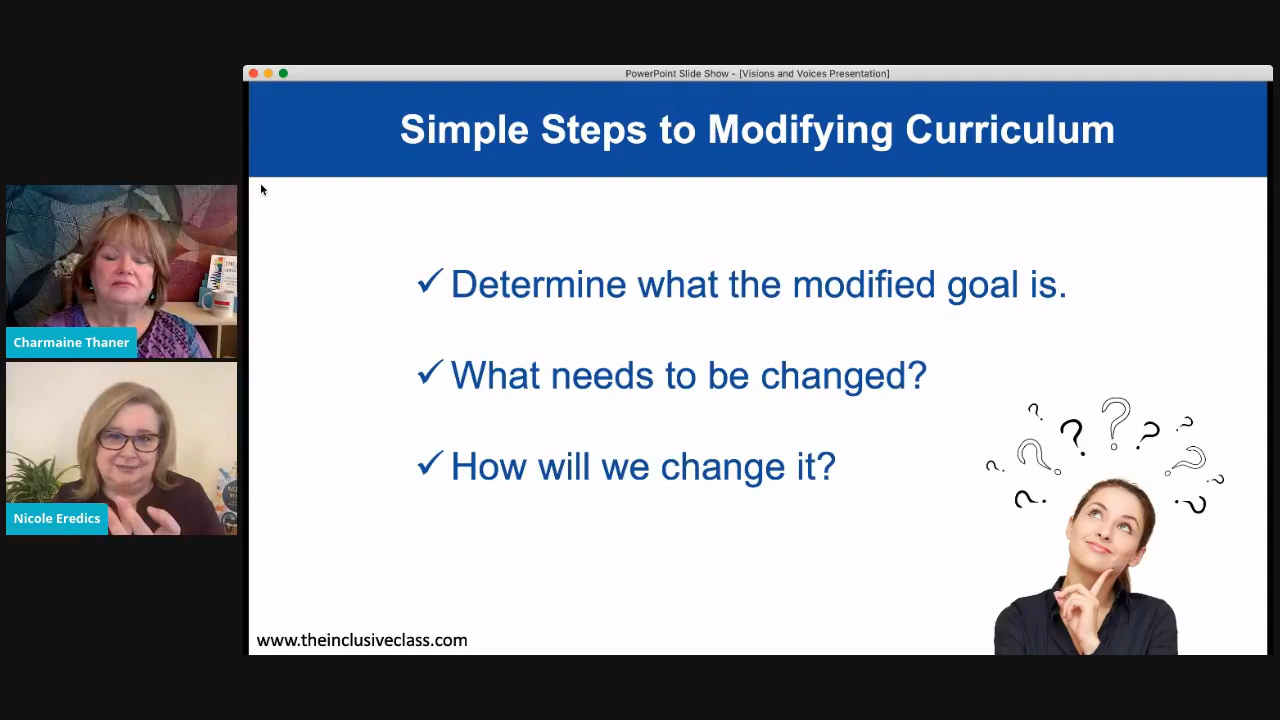 PowerPoint Slide Show - [Visions and Voices Presentation]
Simple Steps to Modifying Curriculum
✓ Determine what the modified goal is.
✓ What needs to be changed?
✓ How will we change it?
www.theinclusiveclass.com
Charmaine Thaner
Nicole Eredics